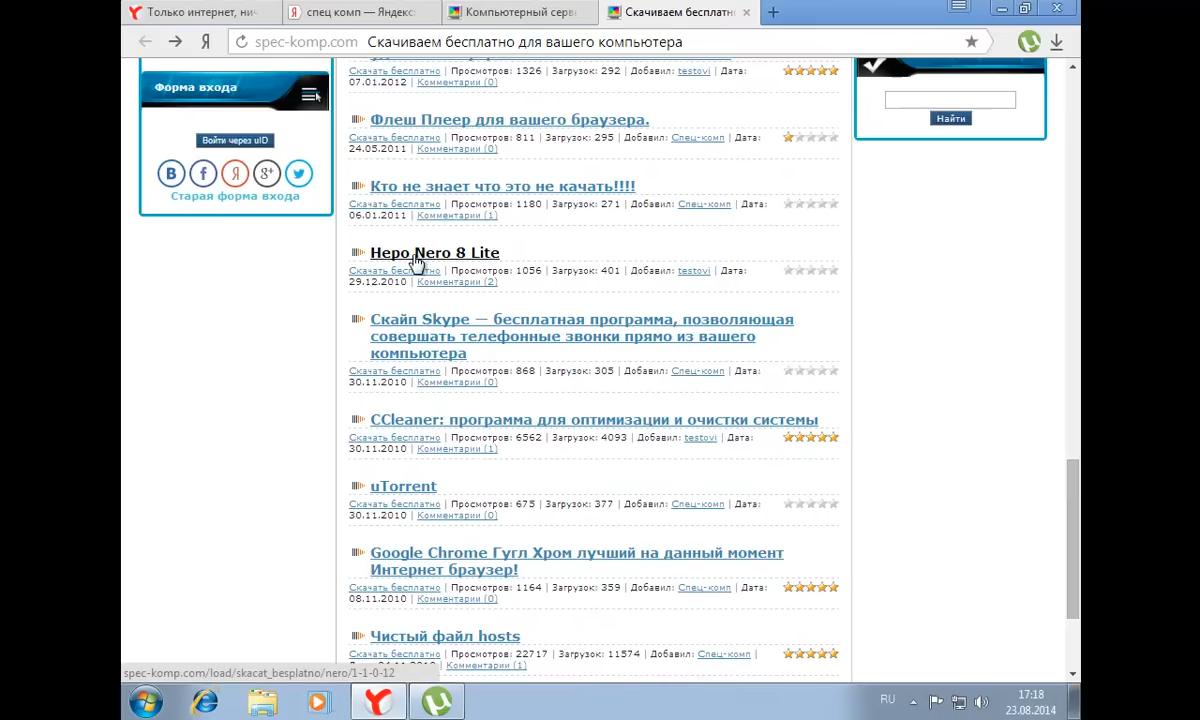 Только интернет, нич
спец комп — Яндекс
Компьютерный серв
Скачиваем бесплатн
Я
spec-komp.com
Скачиваем бесплатно для вашего компьютера
Форма входа
Войти через uID
В
f
Я
g+
Старая форма входа
Скачать бесплатно | Просмотров: 1326 | Загрузок: 292 | Добавил: testovi | Дата:
07.01.2012 | Комментарии (0)
Флеш Плеер для вашего браузера.
Скачать бесплатно | Просмотров: 811 | Загрузок: 295 | Добавил: Спец-комп | Дата:
24.05.2011 | Комментарии (0)
Кто не знает что это не качать!!!!
Скачать бесплатно | Просмотров: 1180 | Загрузок: 271 | Добавил: Спец-комп | Дата:
06.01.2011 | Комментарии (1)
Неро Nero 8 Lite
Скачать бесплатно | Просмотров: 1056 | Загрузок: 401 | Добавил: testovi | Дата:
29.12.2010 | Комментарии (2)
Скайп Skype — бесплатная программа, позволяющая
совершать телефонные звонки прямо из вашего
компьютера
Скачать бесплатно | Просмотров: 868 | Загрузок: 305 | Добавил: Спец-комп | Дата:
30.11.2010 | Комментарии (0)
CCleaner: программа для оптимизации и очистки системы
Скачать бесплатно | Просмотров: 6562 | Загрузок: 4093 | Добавил: testovi | Дата:
30.11.2010 | Комментарии (1)
uTorrent
Скачать бесплатно | Просмотров: 675 | Загрузок: 377 | Добавил: Спец-комп | Дата:
30.11.2010 | Комментарии (0)
Google Chrome Гугл Хром лучший на данный момент
Интернет браузер!
Скачать бесплатно | Просмотров: 1164 | Загрузок: 359 | Добавил: Спец-комп | Дата:
08.11.2010 | Комментарии (0)
Чистый файл hosts
Скачать бесплатно | Просмотров: 22717 | Загрузок: 11574 | Добавил: Спец-комп |
Комментарии (1)
Найти
spec-komp.com/load/skacat_besplatno/nero/1-1-0-12
RU
17:18
23.08.2014